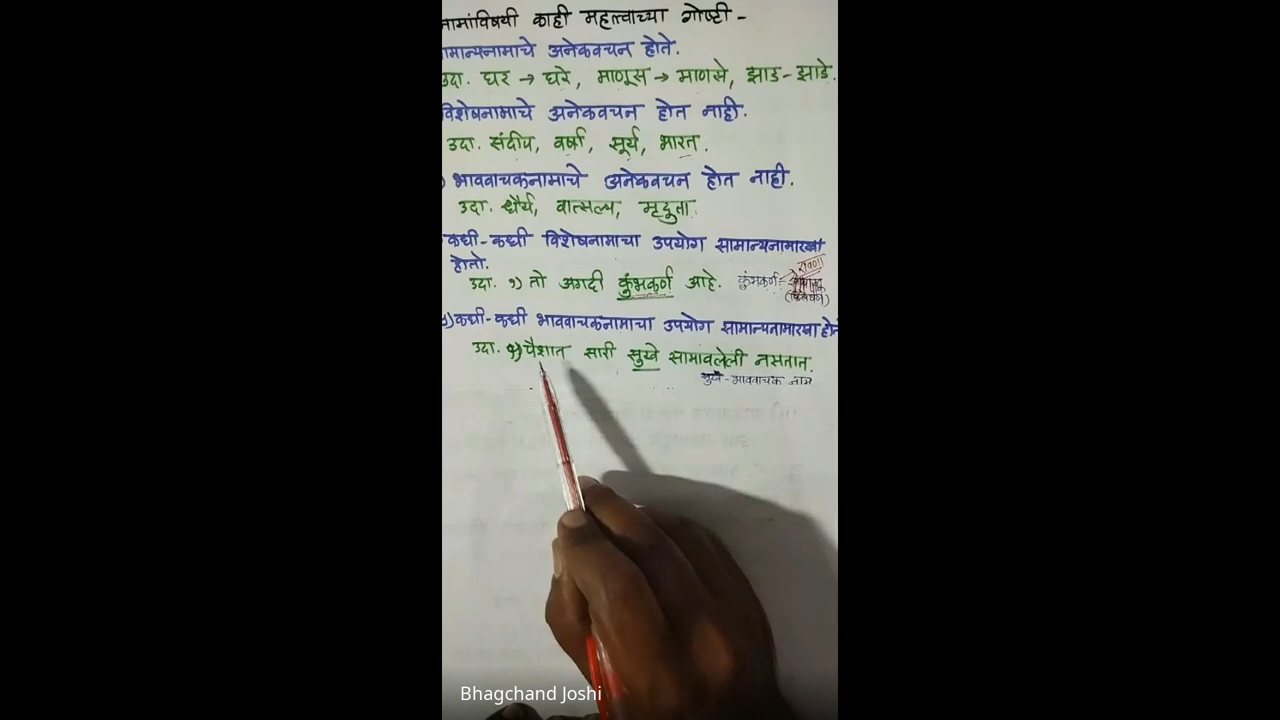 नामांविषयी काही महत्वाच्या गोष्टी -
सामान्यनामाचे अनेकवचन होते.
उदा. घर → घरे, माणूस → माणसे, झाड - झाडे.
विशेषनामाचे अनेकवचन होत नाही.
उदा. संदीप, वर्षा, सूर्य, भारत.
) भाववाचकनामाचे अनेकवचन होत नाही.
उदा. धैर्य, वात्सल्य, मृदुता.
कधी-कधी विशेषनामाचा उपयोग सामान्यनामारखा
होतो.
उदा. १) तो अगदी कुंभकर्ण आहे. कुंभकर्ण -
)कधी-कधी भाववाचकनामाचा उपयोग सामान्यनामारखा होतो
उदा. १) पैशात सारी सुखे सामावलेली नसतात.
सुख - भाववाचक नाम
Bhagchand Joshi